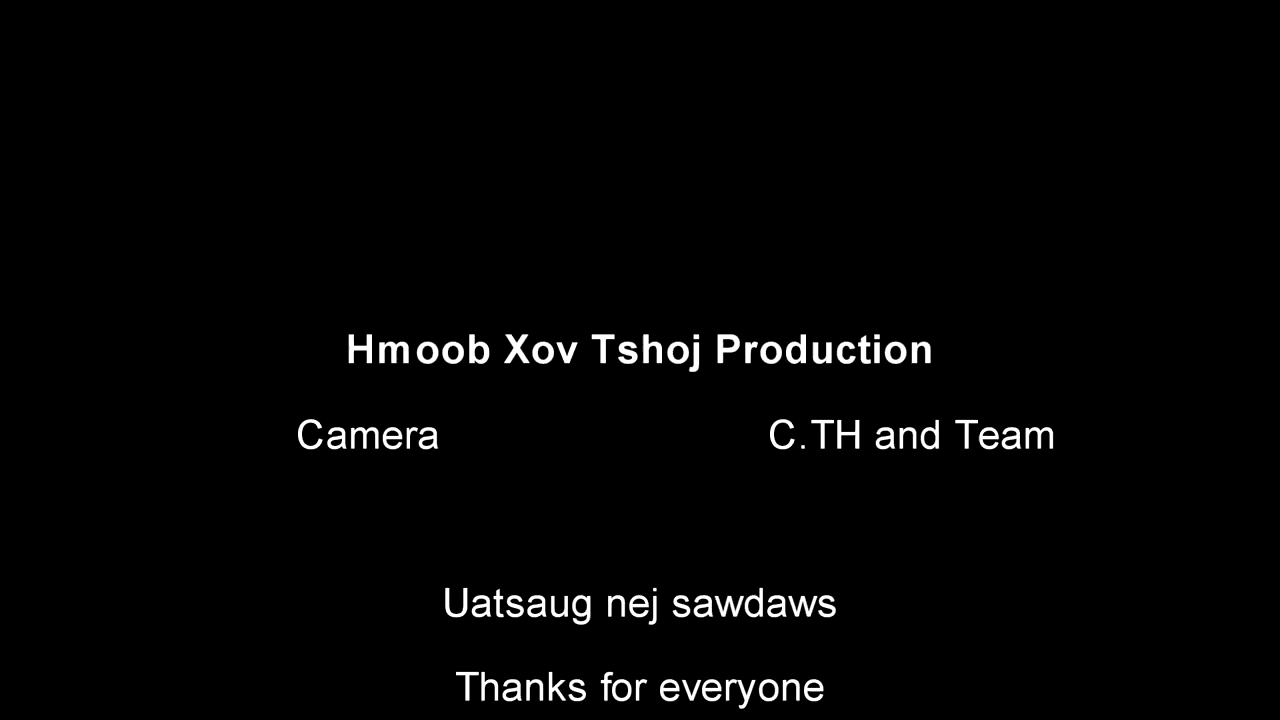 Hmoob Xov Tshoj Production
Camera C.TH and Team
Uatsaug nej sawdaws
Thanks for everyone